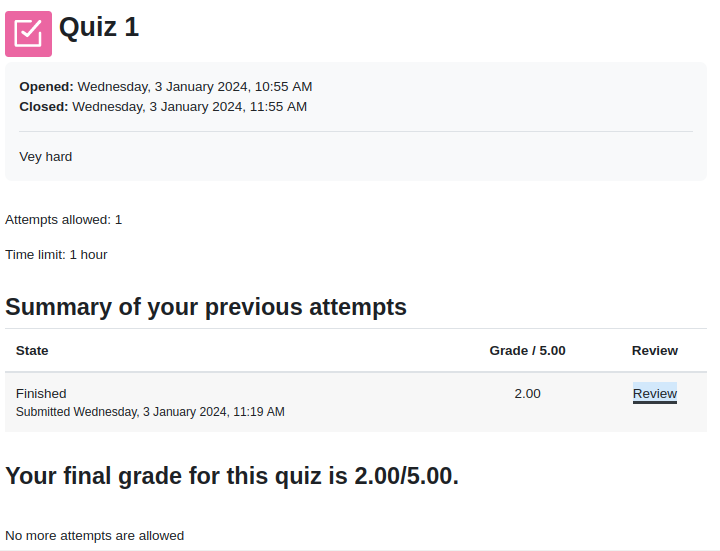 Quiz 1
Opened: Wednesday, 3 January 2024, 10:55 AM
Closed: Wednesday, 3 January 2024, 11:55 AM
Vey hard
Attempts allowed: 1
Time limit: 1 hour
Summary of your previous attempts
State Grade / 5.00 Review
Finished 2.00 Review
Submitted Wednesday, 3 January 2024, 11:19 AM
Your final grade for this quiz is 2.00/5.00.
No more attempts are allowed